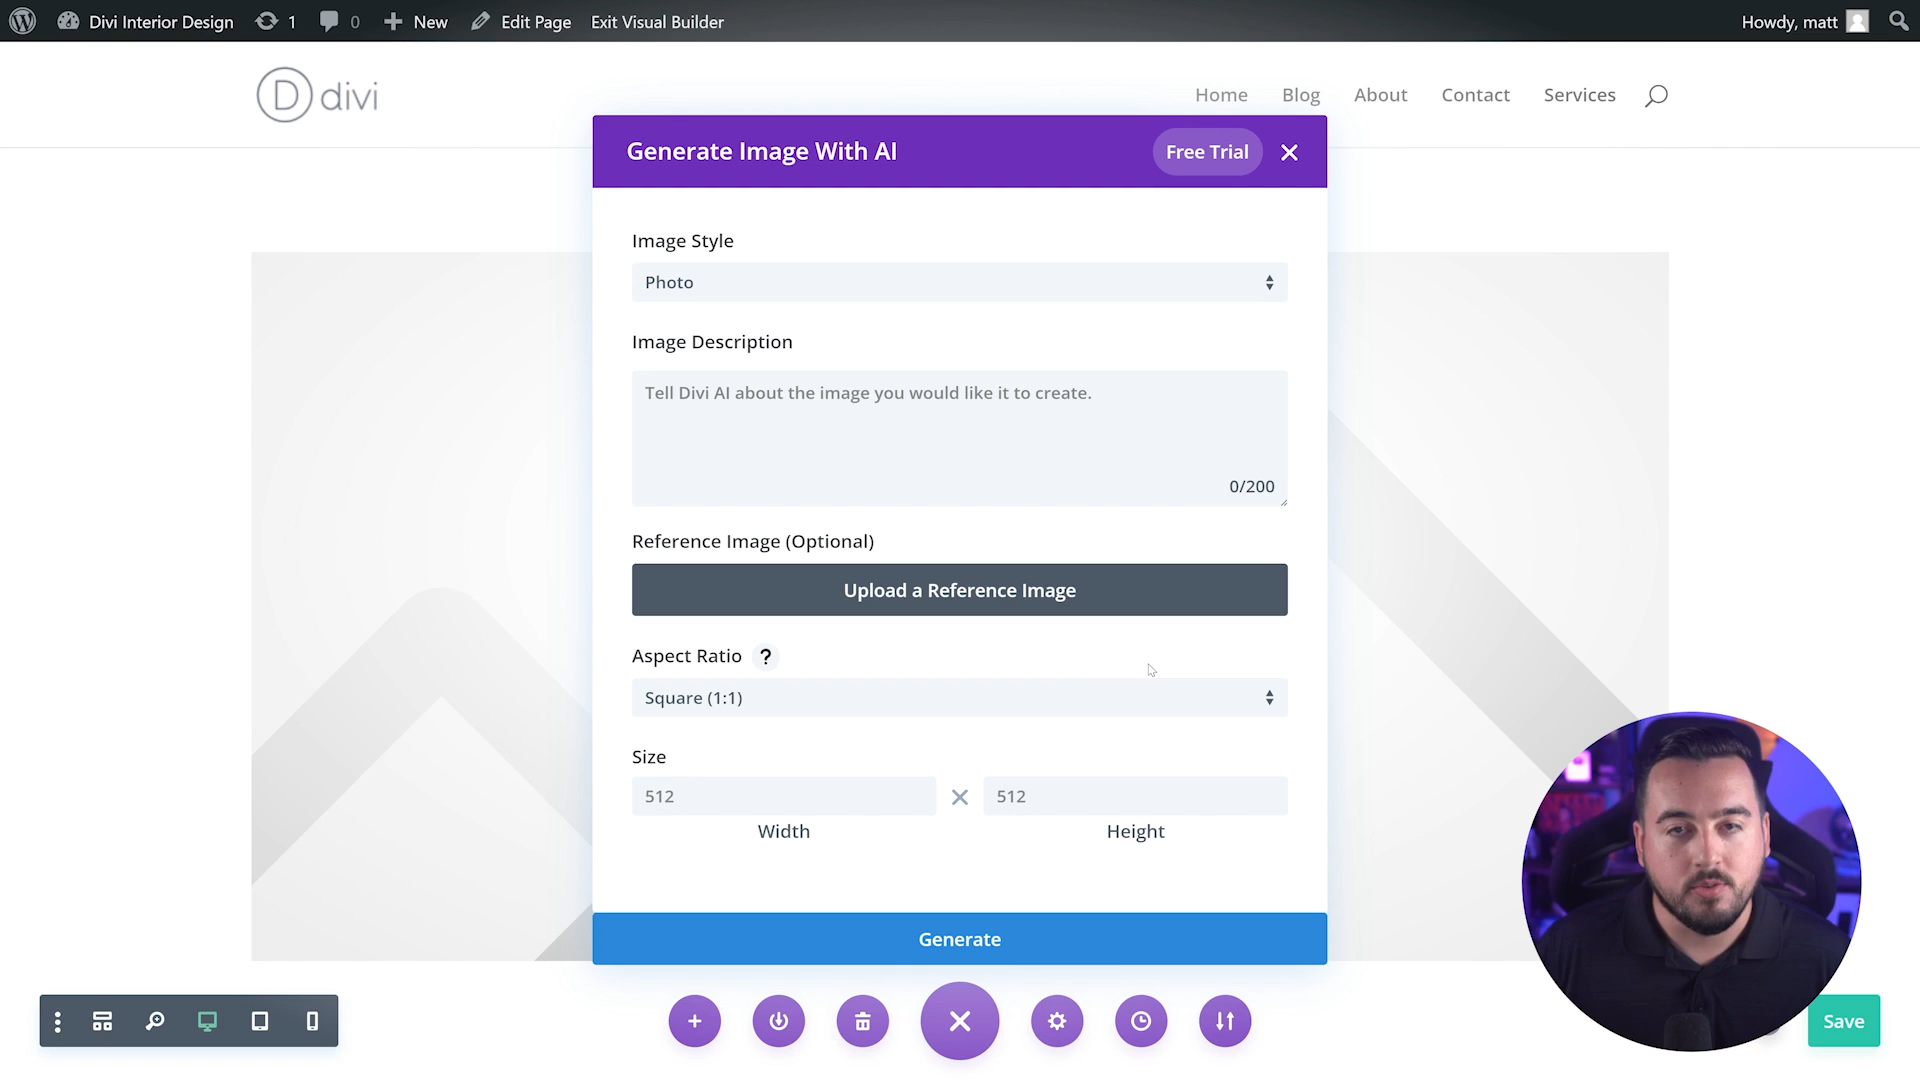 Divi Interior Design
1
0
New
Edit Page
Exit Visual Builder
Howdy, matt
D divi
Home
Blog
About
Contact
Services
Generate Image With AI
Free Trial
Image Style
Photo
Image Description
Tell Divi AI about the image you would like it to create.
0/200
Reference Image (Optional)
Upload a Reference Image
Aspect Ratio ?
Square (1:1)
Size
512
512
Width
Height
Generate
Save